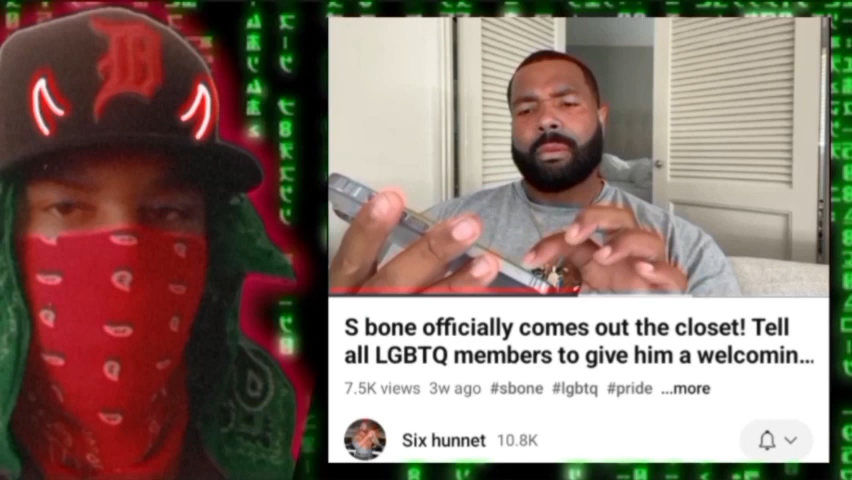 D
S bone officially comes out the closet! Tell
all LGBTQ members to give him a welcomin...
7.5K views 3w ago #sbone #lgbtq #pride ...more
Six hunnet 10.8K